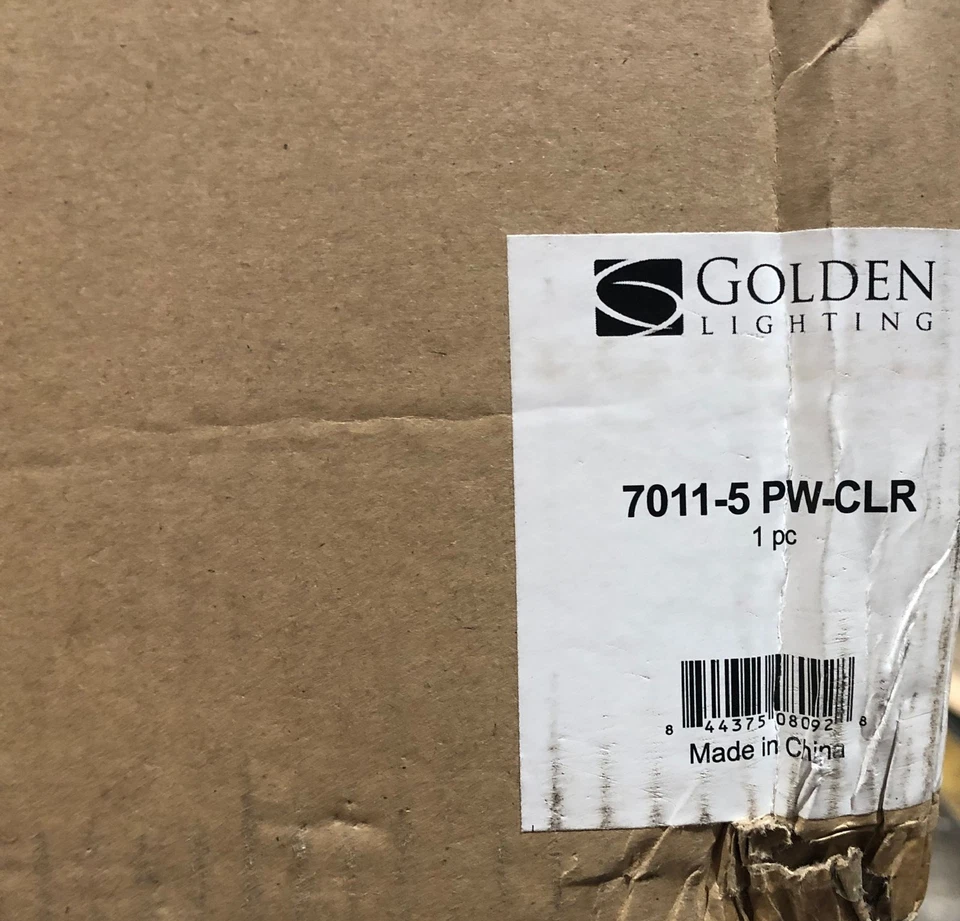 GOLDEN
LIGHTING
7011-5 PW-CLR
1 pc
8 44375 08092 8
Made in China